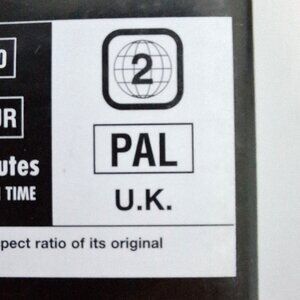 2
PAL
U.K.
utes
TIME
pect ratio of its original